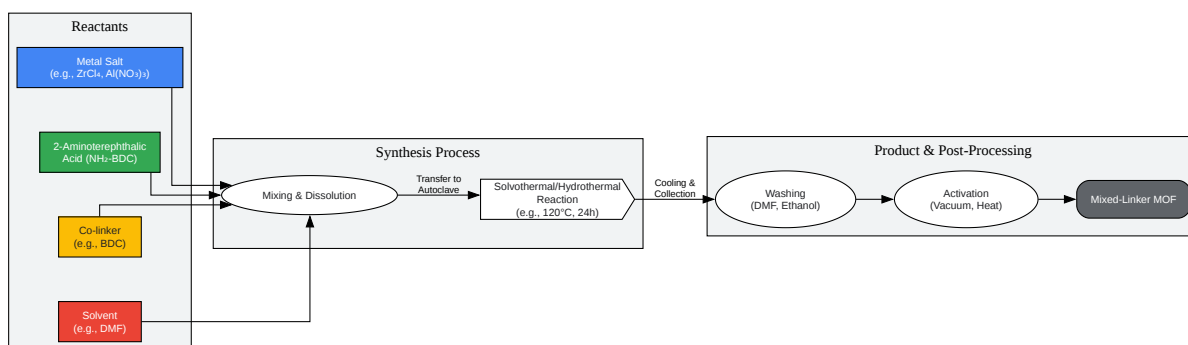 Reactants
Metal Salt
(e.g., ZrCl₄, Al(NO₃)₃)
2-Aminoterephthalic
Acid (NH₂-BDC)
Co-linker
(e.g., BDC)
Solvent
(e.g., DMF)
Synthesis Process
Mixing & Dissolution
Transfer to
Autoclave
Solvothermal/Hydrothermal
Reaction
(e.g., 120°C, 24h)
Cooling &
Collection
Product & Post-Processing
Washing
(DMF, Ethanol)
Activation
(Vacuum, Heat)
Mixed-Linker MOF